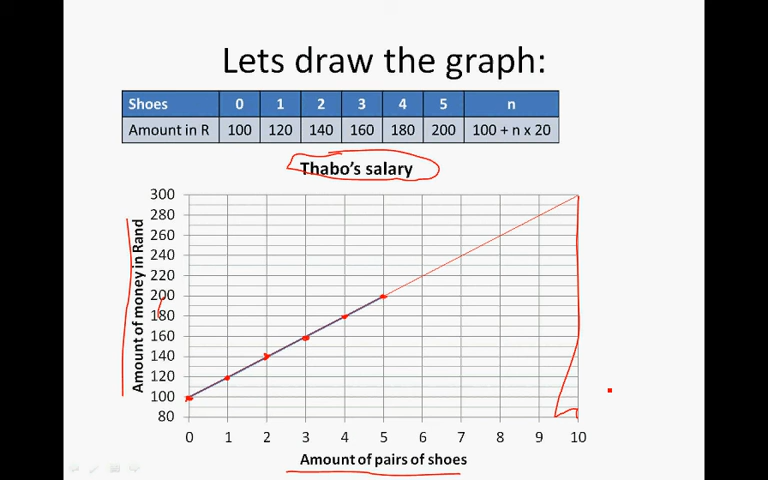 Lets draw the graph:
Shoes 0 1 2 3 4 5 n
Amount in R 100 120 140 160 180 200 100 + n x 20
Thabo's salary
300
280
260
240
220
200
180
160
140
120
100
80
Amount of money in Rand
0 1 2 3 4 5 6 7 8 9 10
Amount of pairs of shoes